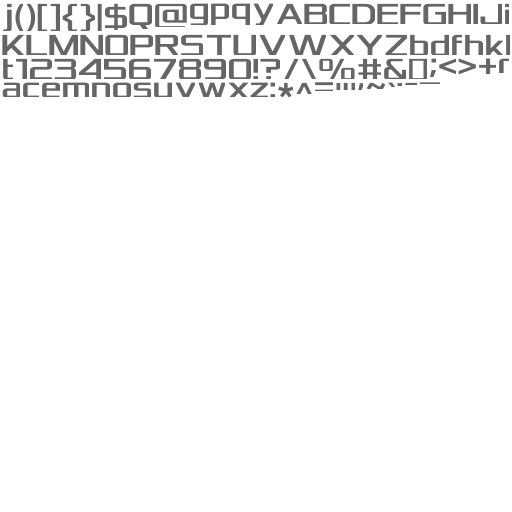 j()[]{}|$Q@gpqyABCDEFGHIJi
KLMNOPRSTUVWXYZbdfhkl
t1234567890!?/\%#&▯;<>+r
acemnosuvwxz:*^="',~`¨-—